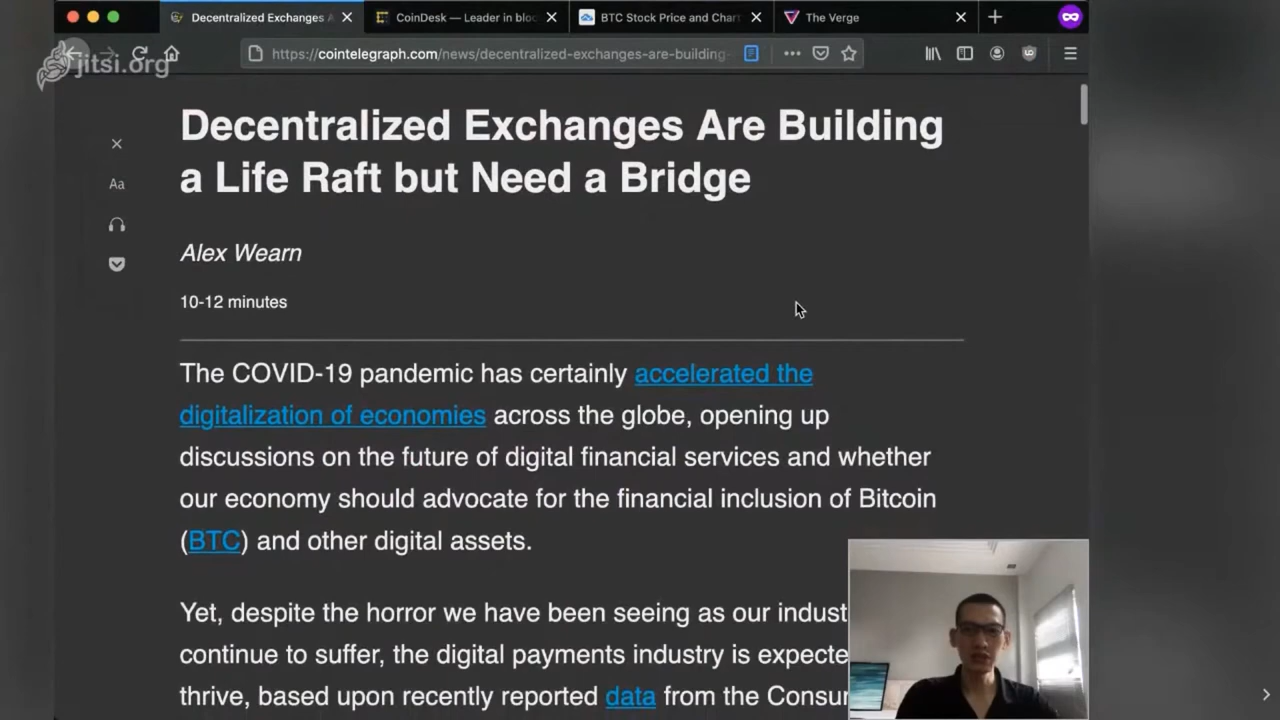 Decentralized Exchanges A
CoinDesk — Leader in bloc
BTC Stock Price and Chart
The Verge
jitsi.org
https://cointelegraph.com/news/decentralized-exchanges-are-building-
Decentralized Exchanges Are Building
a Life Raft but Need a Bridge
Aa
Alex Wearn
10-12 minutes
The COVID-19 pandemic has certainly accelerated the
digitalization of economies across the globe, opening up
discussions on the future of digital financial services and whether
our economy should advocate for the financial inclusion of Bitcoin
(BTC) and other digital assets.
Yet, despite the horror we have been seeing as our indust
continue to suffer, the digital payments industry is expecte
thrive, based upon recently reported data from the Consu